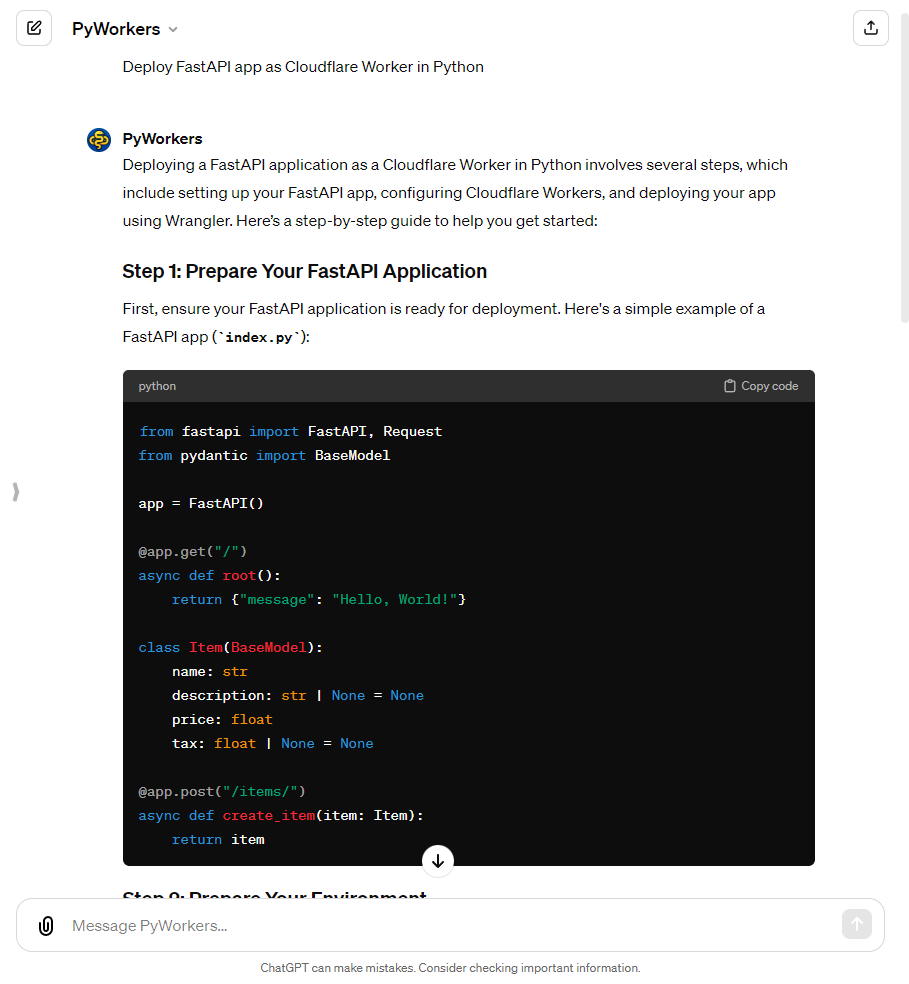 PyWorkers
Deploy FastAPI app as Cloudflare Worker in Python
PyWorkers
Deploying a FastAPI application as a Cloudflare Worker in Python involves several steps, which
include setting up your FastAPI app, configuring Cloudflare Workers, and deploying your app
using Wrangler. Here’s a step-by-step guide to help you get started:
Step 1: Prepare Your FastAPI Application
First, ensure your FastAPI application is ready for deployment. Here's a simple example of a
FastAPI app (`index.py`):
python Copy code
from fastapi import FastAPI, Request
from pydantic import BaseModel
app = FastAPI()
@app.get("/")
async def root():
    return {"message": "Hello, World!"}
class Item(BaseModel):
    name: str
    description: str | None = None
    price: float
    tax: float | None = None
@app.post("/items/")
async def create_item(item: Item):
    return item
Step 2: Prepare Your Environment
Message PyWorkers...
ChatGPT can make mistakes. Consider checking important information.